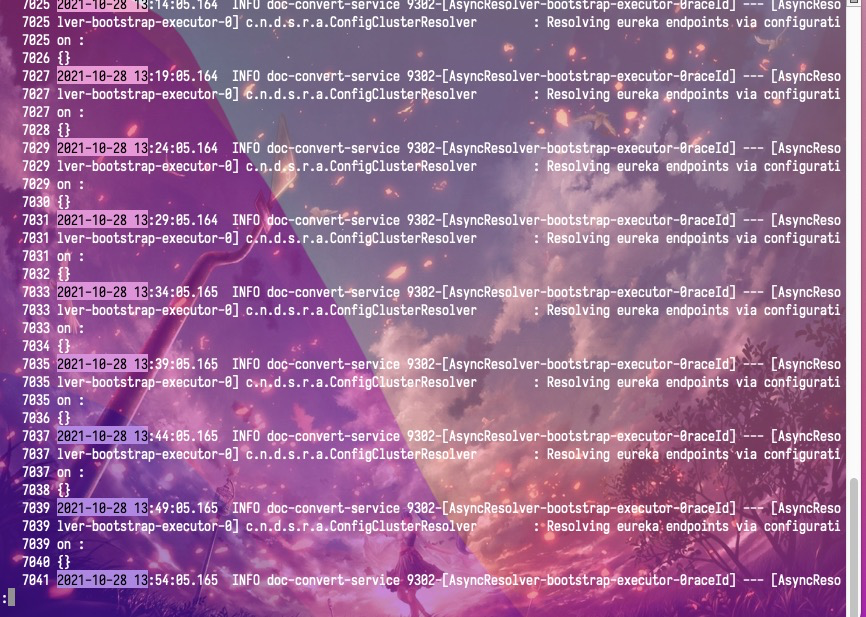 7025 2021-10-28 13:14:05.164  INFO doc-convert-service 9302-[AsyncResolver-bootstrap-executor-0raceId] --- [AsyncReso
7025 lver-bootstrap-executor-0] c.n.d.s.r.a.ConfigClusterResolver       : Resolving eureka endpoints via configurati
7025 on :
7026 {}
7027 2021-10-28 13:19:05.164  INFO doc-convert-service 9302-[AsyncResolver-bootstrap-executor-0raceId] --- [AsyncReso
7027 lver-bootstrap-executor-0] c.n.d.s.r.a.ConfigClusterResolver       : Resolving eureka endpoints via configurati
7027 on :
7028 {}
7029 2021-10-28 13:24:05.164  INFO doc-convert-service 9302-[AsyncResolver-bootstrap-executor-0raceId] --- [AsyncReso
7029 lver-bootstrap-executor-0] c.n.d.s.r.a.ConfigClusterResolver       : Resolving eureka endpoints via configurati
7029 on :
7030 {}
7031 2021-10-28 13:29:05.164  INFO doc-convert-service 9302-[AsyncResolver-bootstrap-executor-0raceId] --- [AsyncReso
7031 lver-bootstrap-executor-0] c.n.d.s.r.a.ConfigClusterResolver       : Resolving eureka endpoints via configurati
7031 on :
7032 {}
7033 2021-10-28 13:34:05.165  INFO doc-convert-service 9302-[AsyncResolver-bootstrap-executor-0raceId] --- [AsyncReso
7033 lver-bootstrap-executor-0] c.n.d.s.r.a.ConfigClusterResolver       : Resolving eureka endpoints via configurati
7033 on :
7034 {}
7035 2021-10-28 13:39:05.165  INFO doc-convert-service 9302-[AsyncResolver-bootstrap-executor-0raceId] --- [AsyncReso
7035 lver-bootstrap-executor-0] c.n.d.s.r.a.ConfigClusterResolver       : Resolving eureka endpoints via configurati
7035 on :
7036 {}
7037 2021-10-28 13:44:05.165  INFO doc-convert-service 9302-[AsyncResolver-bootstrap-executor-0raceId] --- [AsyncReso
7037 lver-bootstrap-executor-0] c.n.d.s.r.a.ConfigClusterResolver       : Resolving eureka endpoints via configurati
7037 on :
7038 {}
7039 2021-10-28 13:49:05.165  INFO doc-convert-service 9302-[AsyncResolver-bootstrap-executor-0raceId] --- [AsyncReso
7039 lver-bootstrap-executor-0] c.n.d.s.r.a.ConfigClusterResolver       : Resolving eureka endpoints via configurati
7039 on :
7040 {}
7041 2021-10-28 13:54:05.165  INFO doc-convert-service 9302-[AsyncResolver-bootstrap-executor-0raceId] --- [AsyncReso
: